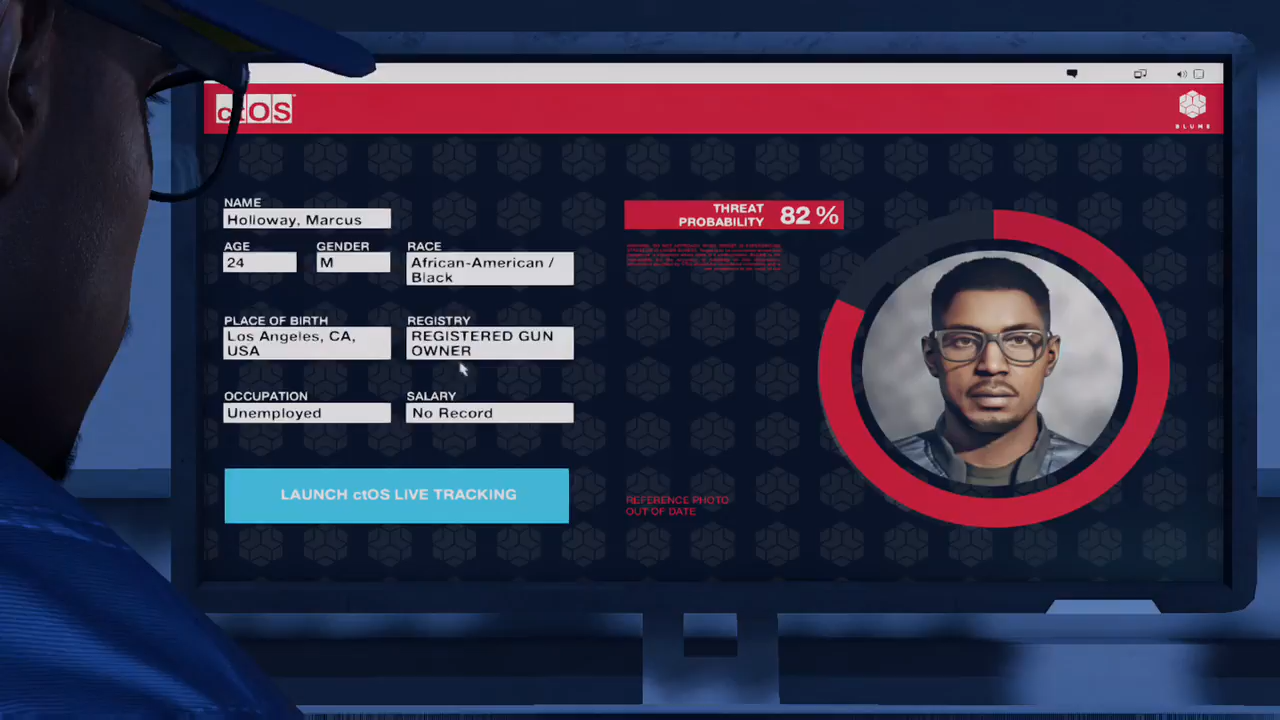 ctOS
BLUME
NAME
Holloway, Marcus
AGE
GENDER
RACE
24
M
African-American /
Black
PLACE OF BIRTH
REGISTRY
Los Angeles, CA,
USA
REGISTERED GUN
OWNER
OCCUPATION
SALARY
Unemployed
No Record
LAUNCH ctOS LIVE TRACKING
THREAT
PROBABILITY
82 %
REFERENCE PHOTO
OUT OF DATE